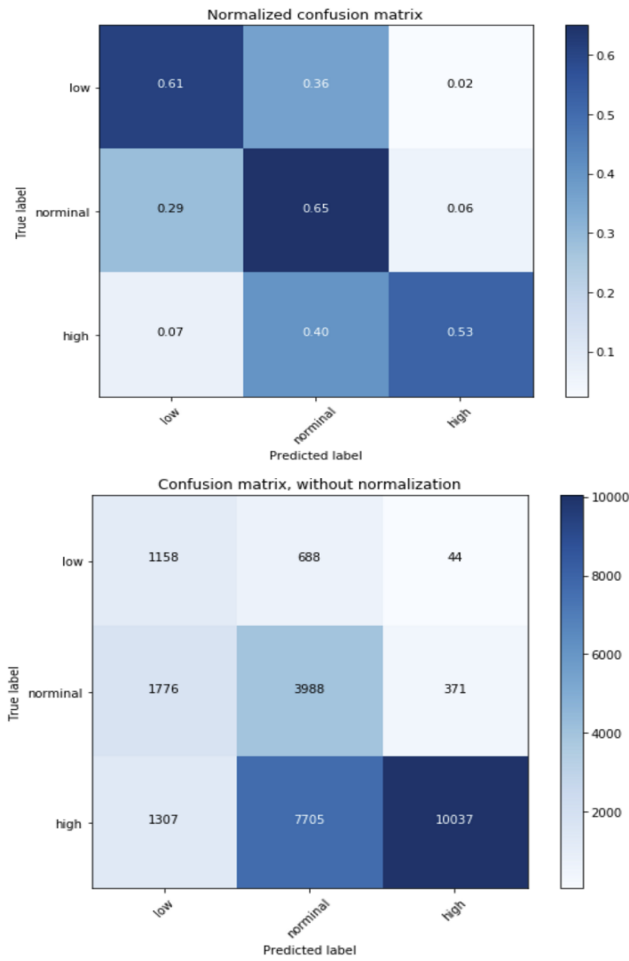 Normalized confusion matrix
low 0.61 0.36 0.02
norminal 0.29 0.65 0.06
high 0.07 0.40 0.53
True label
low norminal high
Predicted label
0.6
0.5
0.4
0.3
0.2
0.1
Confusion matrix, without normalization
low 1158 688 44
norminal 1776 3988 371
high 1307 7705 10037
True label
low norminal high
Predicted label
10000
8000
6000
4000
2000